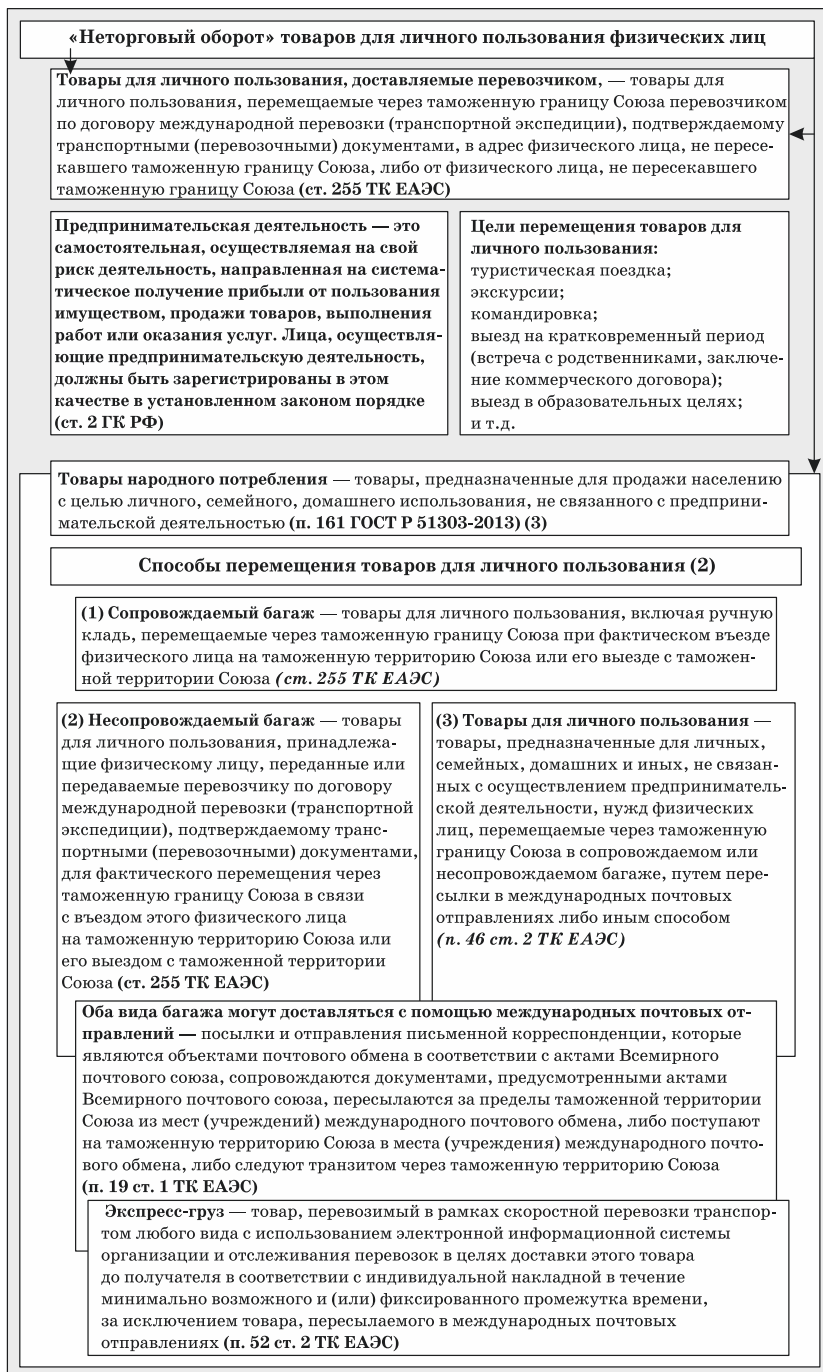 «Неторговый оборот» товаров для личного пользования физических лиц
Товары для личного пользования, доставляемые перевозчиком, — товары для
личного пользования, перемещаемые через таможенную границу Союза перевозчиком
по договору международной перевозки (транспортной экспедиции), подтверждаемому
транспортными (перевозочными) документами, в адрес физического лица, не пересе-
кавшего таможенную границу Союза, либо от физического лица, не пересекавшего
таможенную границу Союза (ст. 255 ТК ЕАЭС)
Предпринимательская деятельность — это
самостоятельная, осуществляемая на свой
риск деятельность, направленная на система-
тическое получение прибыли от пользования
имуществом, продажи товаров, выполнения
работ или оказания услуг. Лица, осуществля-
ющие предпринимательскую деятельность,
должны быть зарегистрированы в этом
качестве в установленном законом порядке
(ст. 2 ГК РФ)
Цели перемещения товаров для
личного пользования:
туристическая поездка;
экскурсии;
командировка;
выезд на кратковременный период
(встреча с родственниками, заключе-
ние коммерческого договора);
выезд в образовательных целях;
и т.д.
Товары народного потребления — товары, предназначенные для продажи населению
с целью личного, семейного, домашнего использования, не связанного с предприни-
мательской деятельностью (п. 161 ГОСТ Р 51303-2013) (3)
Способы перемещения товаров для личного пользования (2)
(1) Сопровождаемый багаж — товары для личного пользования, включая ручную
кладь, перемещаемые через таможенную границу Союза при фактическом въезде
физического лица на таможенную территорию Союза или его выезде с таможен-
ной территории Союза (ст. 255 ТК ЕАЭС)
(2) Несопровождаемый багаж — товары
для личного пользования, принадлежа-
щие физическому лицу, переданные или
передаваемые перевозчику по договору
международной перевозки (транспортной
экспедиции), подтверждаемому транс-
портными (перевозочными) документами,
для фактического перемещения через
таможенную границу Союза в связи
с въездом этого физического лица
на таможенную территорию Союза или
его выездом с таможенной территории
Союза (ст. 255 ТК ЕАЭС)
(3) Товары для личного пользования —
товары, предназначенные для личных,
семейных, домашних и иных, не связан-
ных с осуществлением предприниматель-
ской деятельности, нужд физических
лиц, перемещаемые через таможенную
границу Союза в сопровождаемом или
несопровождаемом багаже, путем пере-
сылки в международных почтовых
отправлениях либо иным способом
(п. 46 ст. 2 ТК ЕАЭС)
Оба вида багажа могут доставляться с помощью международных почтовых от-
правлений — посылки и отправления письменной корреспонденции, которые
являются объектами почтового обмена в соответствии с актами Всемирного
почтового союза, сопровождаются документами, предусмотренными актами
Всемирного почтового союза, пересылаются за пределы таможенной территории
Союза из мест (учреждений) международного почтового обмена, либо поступают
на таможенную территорию Союза в места (учреждения) международного почто-
вого обмена, либо следуют транзитом через таможенную территорию Союза
(п. 19 ст. 1 ТК ЕАЭС)
Экспресс-груз — товар, перевозимый в рамках скоростной перевозки транспор-
том любого вида с использованием электронной информационной системы
организации и отслеживания перевозок в целях доставки этого товара
до получателя в соответствии с индивидуальной накладной в течение
минимально возможного и (или) фиксированного промежутка времени,
за исключением товара, пересылаемого в международных почтовых
отправлениях (п. 52 ст. 2 ТК ЕАЭС)